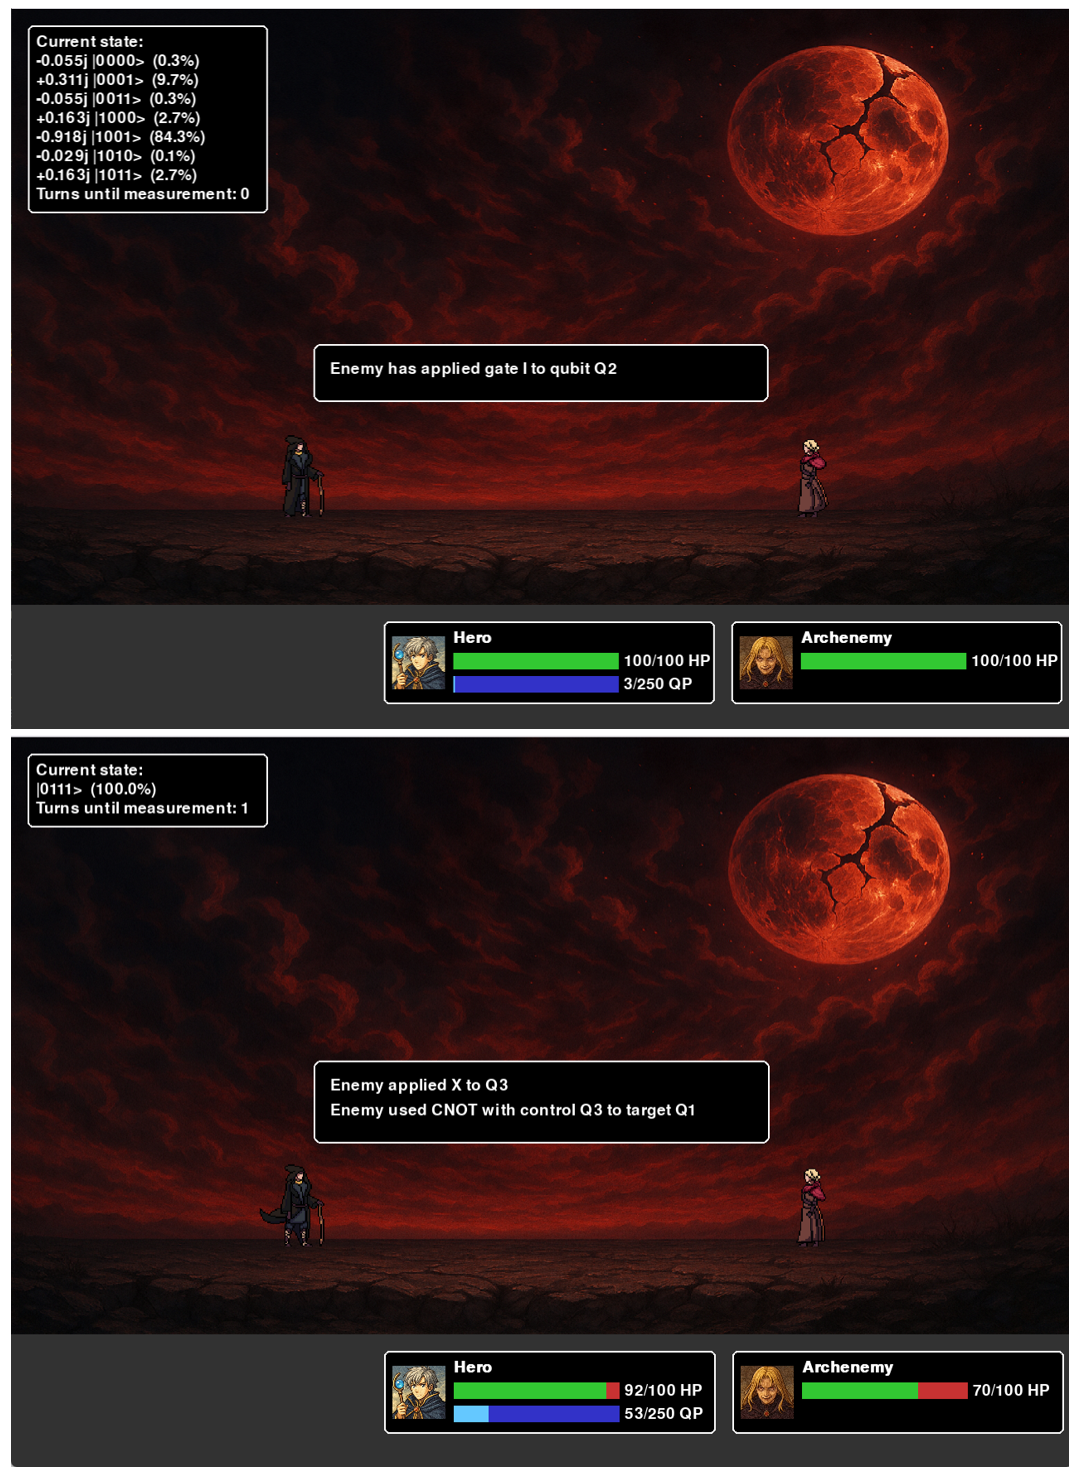 Current state:
-0.055j |0000> (0.3%)
+0.311j |0001> (9.7%)
-0.055j |0011> (0.3%)
+0.163j |1000> (2.7%)
-0.918j |1001> (84.3%)
-0.029j |1010> (0.1%)
+0.163j |1011> (2.7%)
Turns until measurement: 0
Enemy has applied gate I to qubit Q2
Hero
100/100 HP
3/250 QP
Archenemy
100/100 HP
Current state:
|0111> (100.0%)
Turns until measurement: 1
Enemy applied X to Q3
Enemy used CNOT with control Q3 to target Q1
Hero
92/100 HP
53/250 QP
Archenemy
70/100 HP